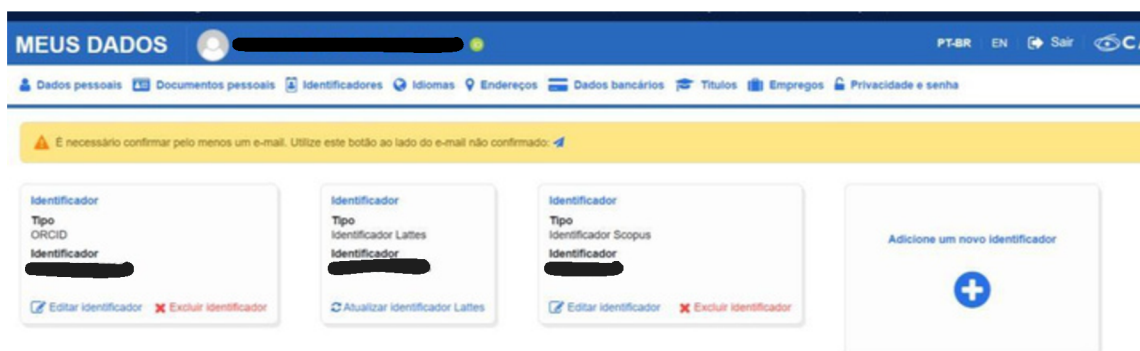 MEUS DADOS
PT-BR EN Sair CA
Dados pessoais Documentos pessoais Identificadores Idiomas Endereços Dados bancários Títulos Empregos Privacidade e senha
É necessário confirmar pelo menos um e-mail. Utilize este botão ao lado do e-mail não confirmado:
Identificador
Tipo
ORCID
Identificador
Editar identificador Excluir identificador
Identificador
Tipo
Identificador Lattes
Identificador
Atualizar identificador Lattes
Identificador
Tipo
Identificador Scopus
Identificador
Editar identificador Excluir identificador
Adicione um novo identificador